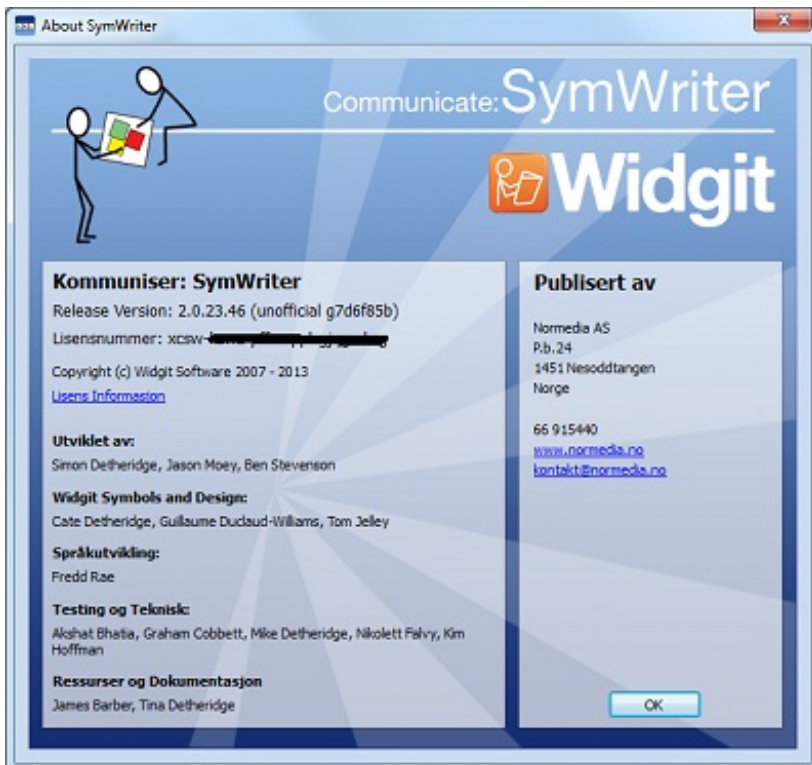 About SymWriter
Communicate: SymWriter
Widgit
Kommuniser: SymWriter
Release Version: 2.0.23.46 (unofficial g7d6f85b)
Lisensnummer: xcsw-
Copyright (c) Widgit Software 2007 - 2013
Lisens Informasjon
Utviklet av:
Simon Detheridge, Jason Moey, Ben Stevenson
Widgit Symbols and Design:
Cate Detheridge, Guillaume Duclaud-Williams, Tom Jelley
Språkutvikling:
Fredd Rae
Testing og Teknisk:
Akshat Bhatia, Graham Cobbett, Mike Detheridge, Nikolett Falvy, Kim
Hoffman
Ressurser og Dokumentasjon
James Barber, Tina Detheridge
Publisert av
Normedia AS
P.b.24
1451 Nesoddtangen
Norge
66 915440
www.normedia.no
kontakt@normedia.no
OK